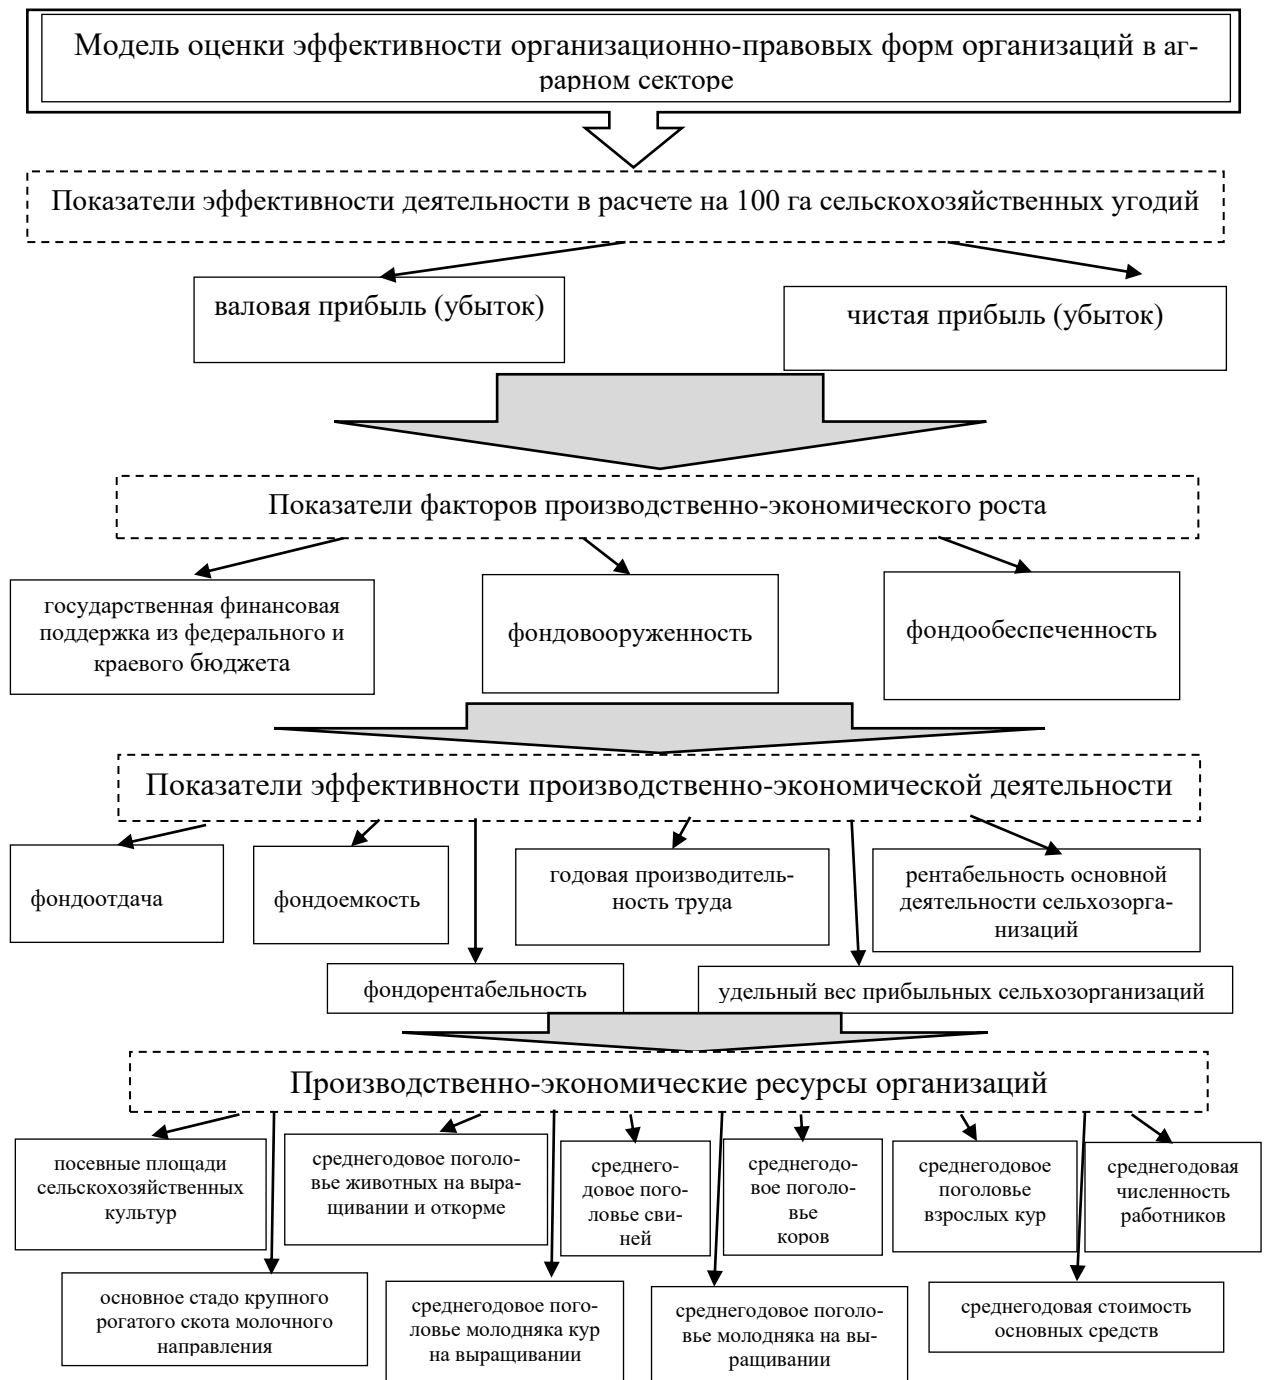 Модель оценки эффективности организационно-правовых форм организаций в аг-
рарном секторе
Показатели эффективности деятельности в расчете на 100 га сельскохозяйственных угодий
валовая прибыль (убыток)
чистая прибыль (убыток)
Показатели факторов производственно-экономического роста
государственная финансовая
поддержка из федерального и
краевого бюджета
фондовооруженность
фондообеспеченность
Показатели эффективности производственно-экономической деятельности
фондоотдача
фондоемкость
годовая производитель-
ность труда
рентабельность основной
деятельности сельхозорга-
низаций
фондорентабельность
удельный вес прибыльных сельхозорганизаций
Производственно-экономические ресурсы организаций
посевные площади
сельскохозяйственных
культур
среднегодовое поголо-
вье животных на выра-
щивании и откорме
среднего-
довое пого-
ловье сви-
ней
среднегодо-
вое поголо-
вье
коров
среднегодовое
поголовье
взрослых кур
среднегодовая
численность
работников
основное стадо крупного
рогатого скота молочного
направления
среднегодовое пого-
ловье молодняка кур
на выращивании
среднегодовое поголо-
вье молодняка на вы-
ращивании
среднегодовая стоимость
основных средств